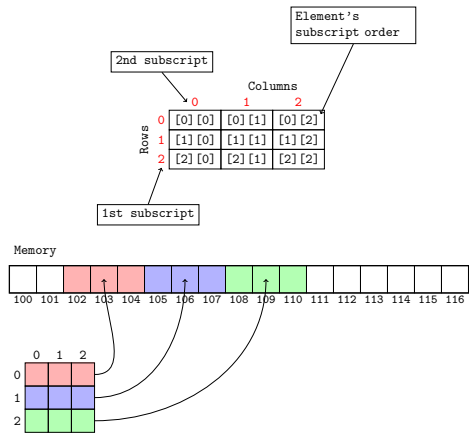 Element's
subscript order
2nd subscript
Columns
0 1 2
Rows
0 [0][0] [0][1] [0][2]
1 [1][0] [1][1] [1][2]
2 [2][0] [2][1] [2][2]
1st subscript
Memory
100 101 102 103 104 105 106 107 108 109 110 111 112 113 114 115 116
0 1 2
0
1
2